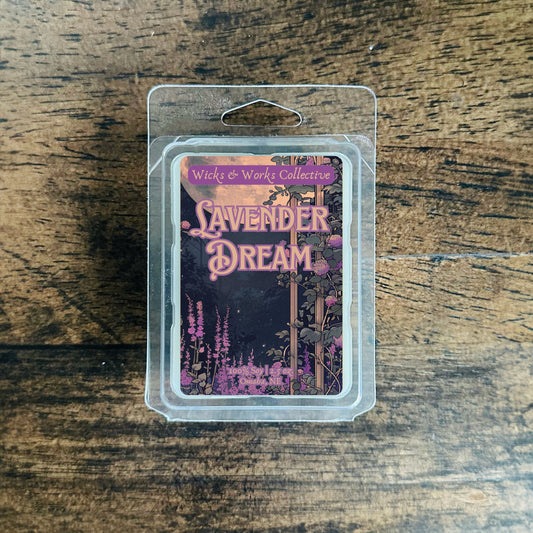 Wicks & Works Collective
Lavender
Dream
100% Soy | 2.7 oz
Omaha, NE